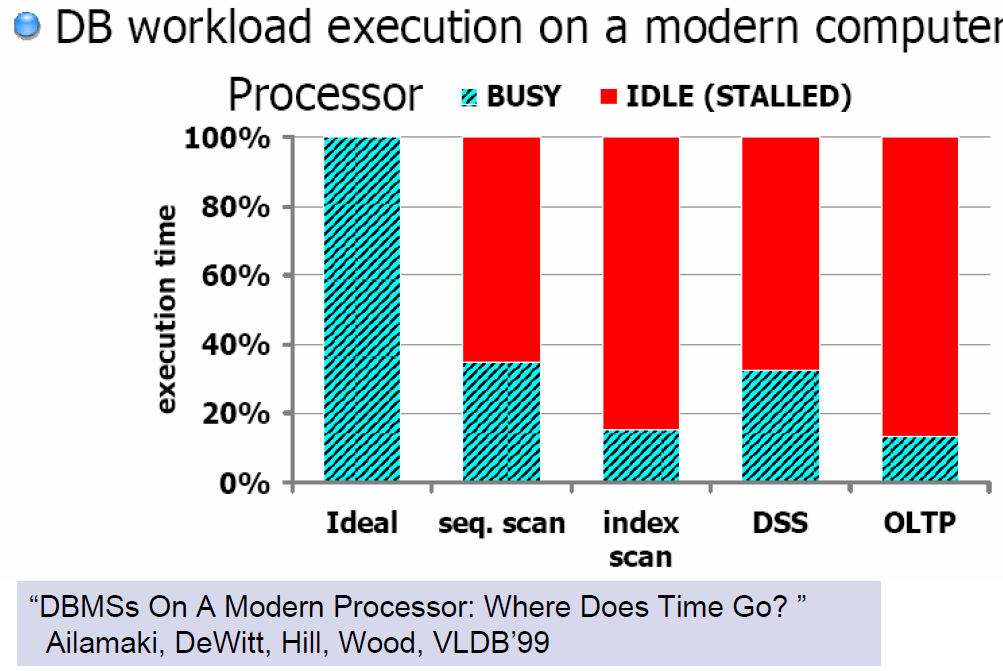 DB workload execution on a modern computer
Processor BUSY IDLE (STALLED)
100%
80%
60%
40%
20%
0%
execution time
Ideal seq. scan index scan DSS OLTP
“DBMSs On A Modern Processor: Where Does Time Go? ”
Ailamaki, DeWitt, Hill, Wood, VLDB’99